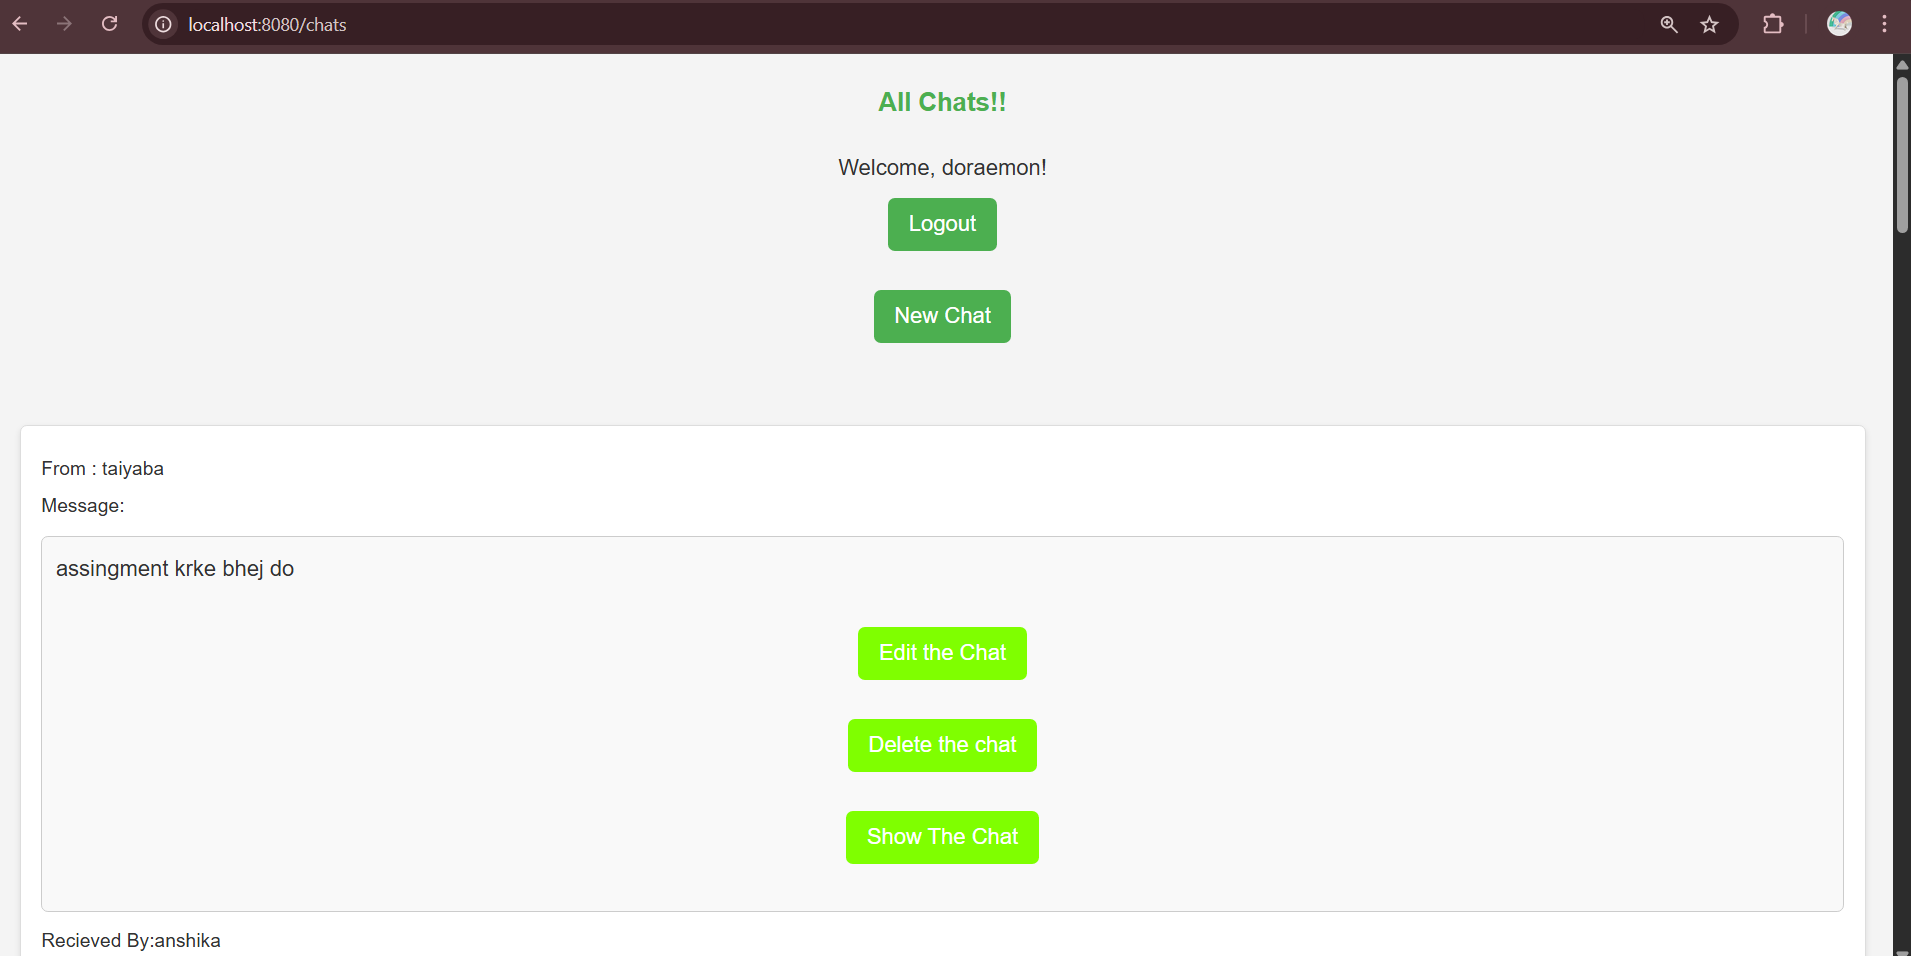 localhost:8080/chats
All Chats!!
Welcome, doraemon!
Logout
New Chat
From : taiyaba
Message:
assingment krke bhej do
Edit the Chat
Delete the chat
Show The Chat
Recieved By:anshika